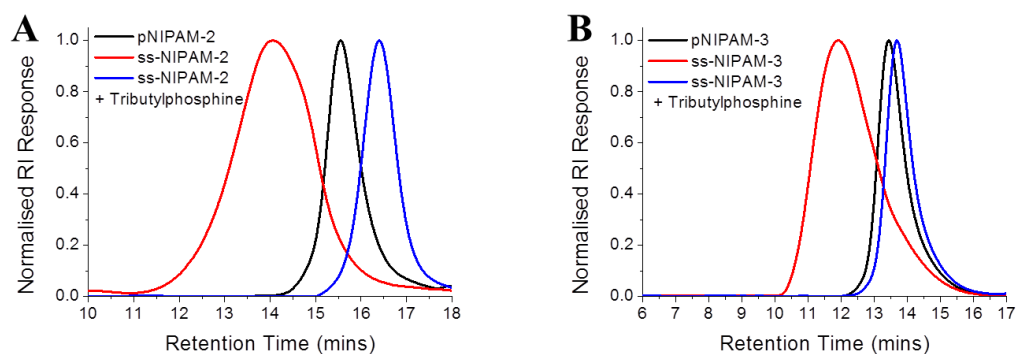 A
Normalised RI Response
1.0
0.8
0.6
0.4
0.2
0.0
pNIPAM-2
ss-NIPAM-2
ss-NIPAM-2
+ Tributylphosphine
10 11 12 13 14 15 16 17 18
Retention Time (mins)
B
Normalised RI Response
1.0
0.8
0.6
0.4
0.2
0.0
pNIPAM-3
ss-NIPAM-3
ss-NIPAM-3
+ Tributylphosphine
6 7 8 9 10 11 12 13 14 15 16 17
Retention Time (mins)